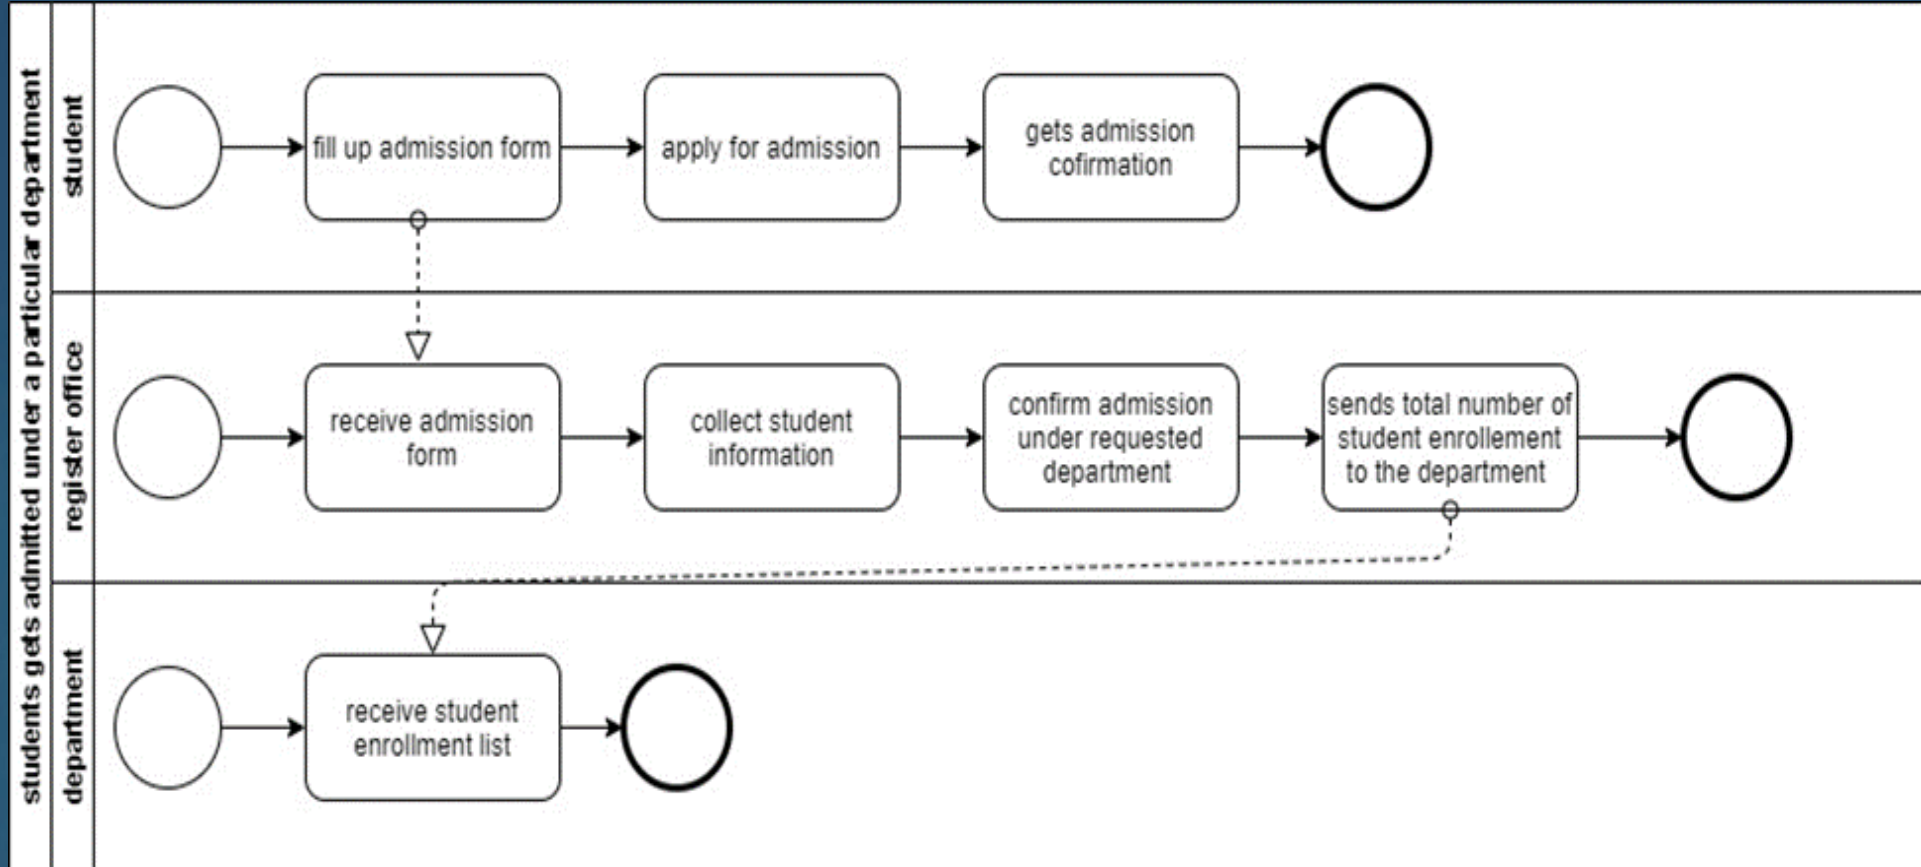 students gets admitted under a particular department
student
fill up admission form
apply for admission
gets admission
cofirmation
register office
receive admission
form
collect student
information
confirm admission
under requested
department
sends total number of
student enrollement
to the department
department
receive student
enrollment list